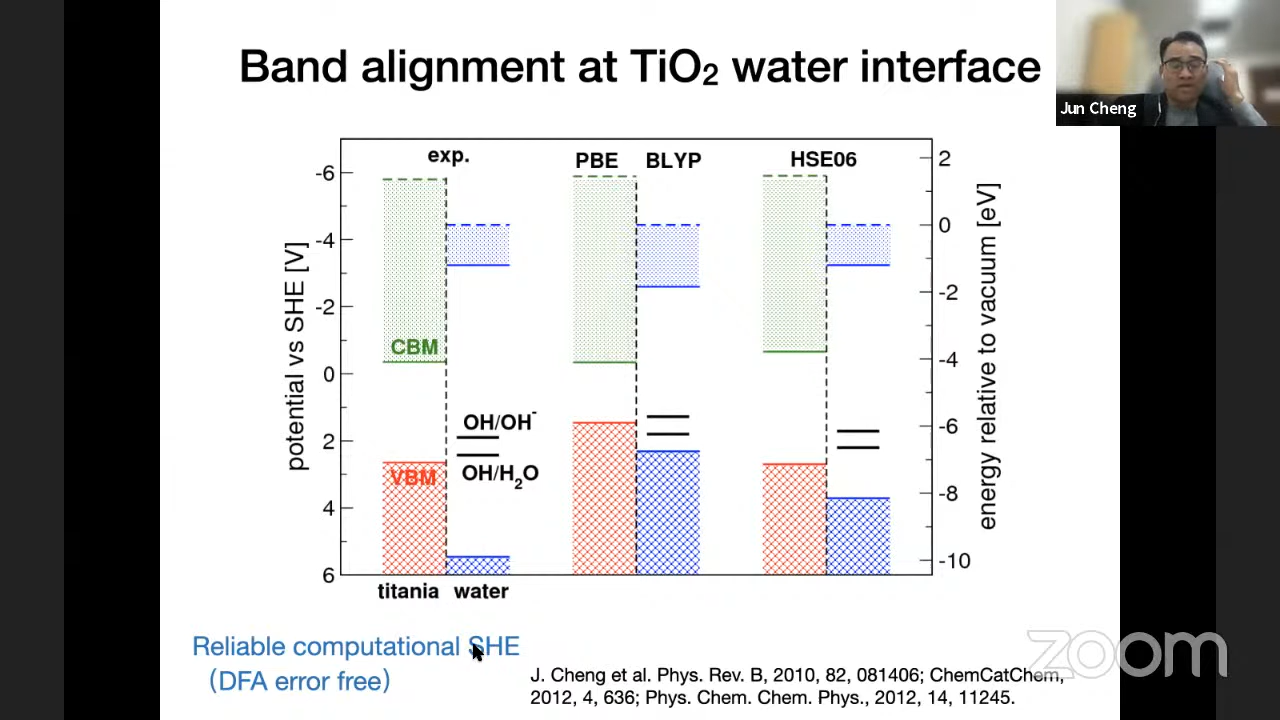 Band alignment at TiO₂ water interface
Jun Cheng
exp.
PBE
BLYP
HSE06
-6
-4
-2
0
2
4
6
potential vs SHE [V]
2
0
-2
-4
-6
-8
-10
energy relative to vacuum [eV]
CBM
OH/OH⁻
VBM
OH/H₂O
titania
water
Reliable computational SHE
(DFA error free)
J. Cheng et al. Phys. Rev. B, 2010, 82, 081406; ChemCatChem,
2012, 4, 636; Phys. Chem. Chem. Phys., 2012, 14, 11245.
zoom